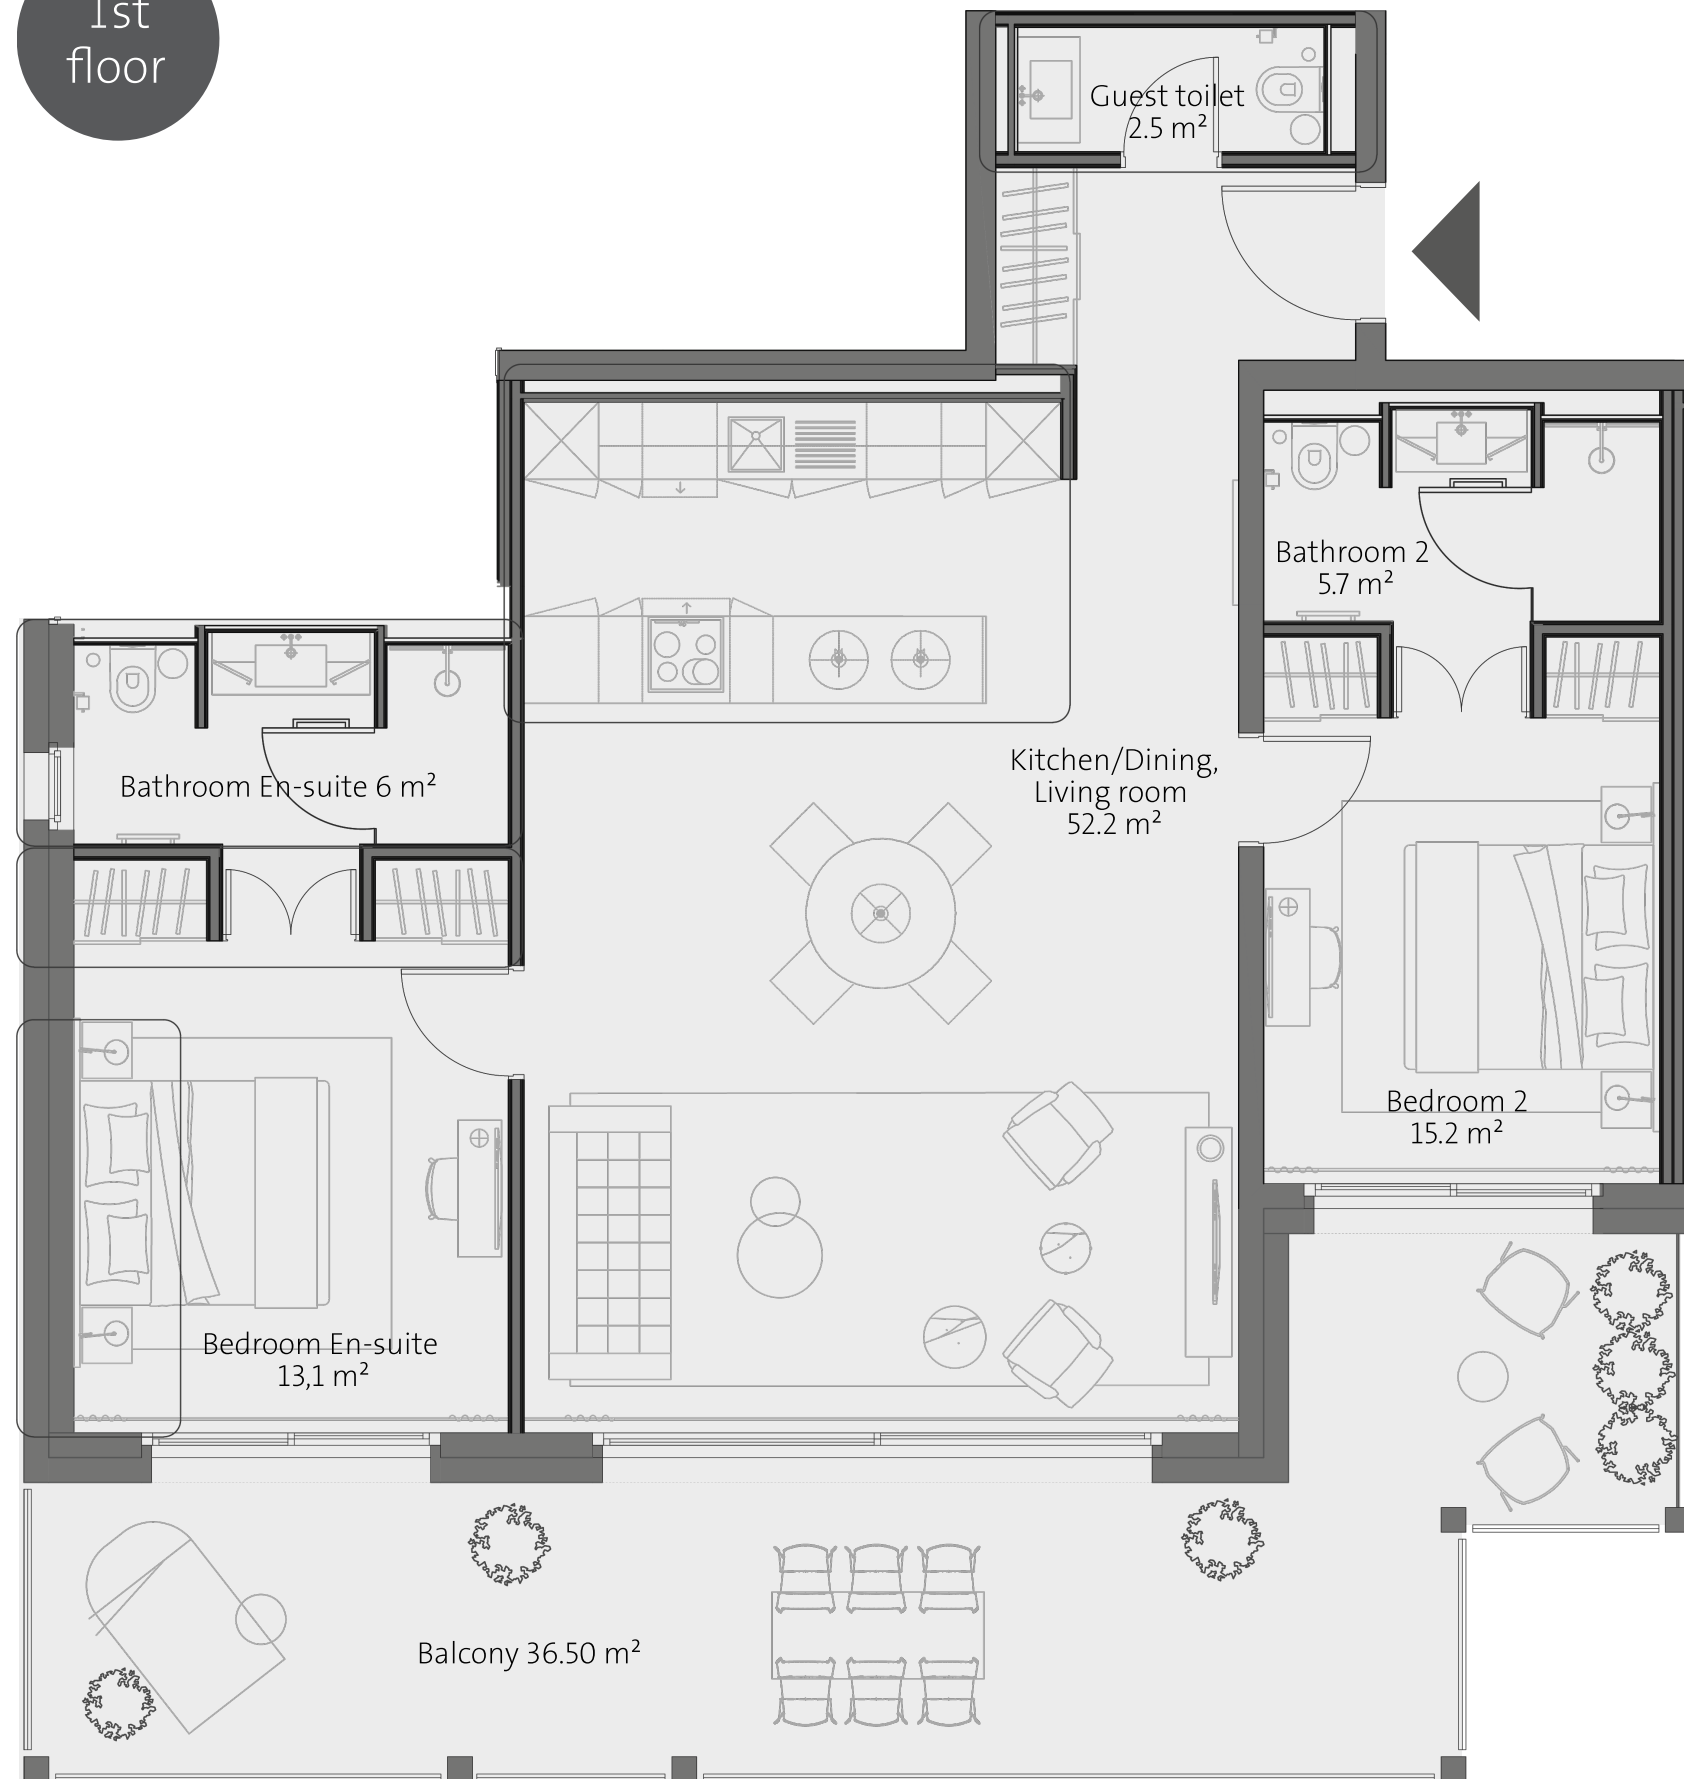 1st
floor
Guest toilet
2.5 m²
Bathroom 2
5.7 m²
Kitchen/Dining,
Living room
52.2 m²
Bathroom En-suite 6 m²
Bedroom 2
15.2 m²
Bedroom En-suite
13,1 m²
Balcony 36.50 m²